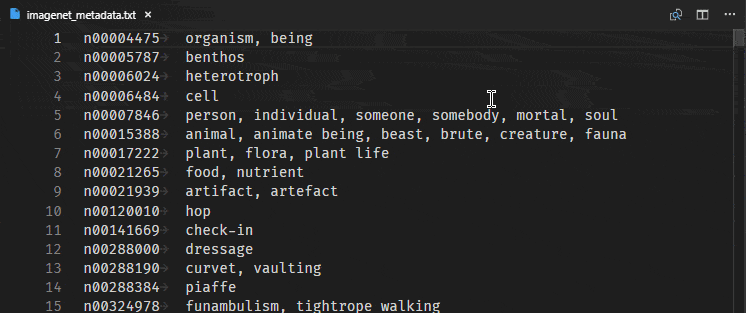 imagenet_metadata.txt
1 n00004475 organism, being
2 n00005787 benthos
3 n00006024 heterotroph
4 n00006484 cell
5 n00007846 person, individual, someone, somebody, mortal, soul
6 n00015388 animal, animate being, beast, brute, creature, fauna
7 n00017222 plant, flora, plant life
8 n00021265 food, nutrient
9 n00021939 artifact, artefact
10 n00120010 hop
11 n00141669 check-in
12 n00288000 dressage
13 n00288190 curvet, vaulting
14 n00288384 piaffe
15 n00324978 funambulism, tightrope walking